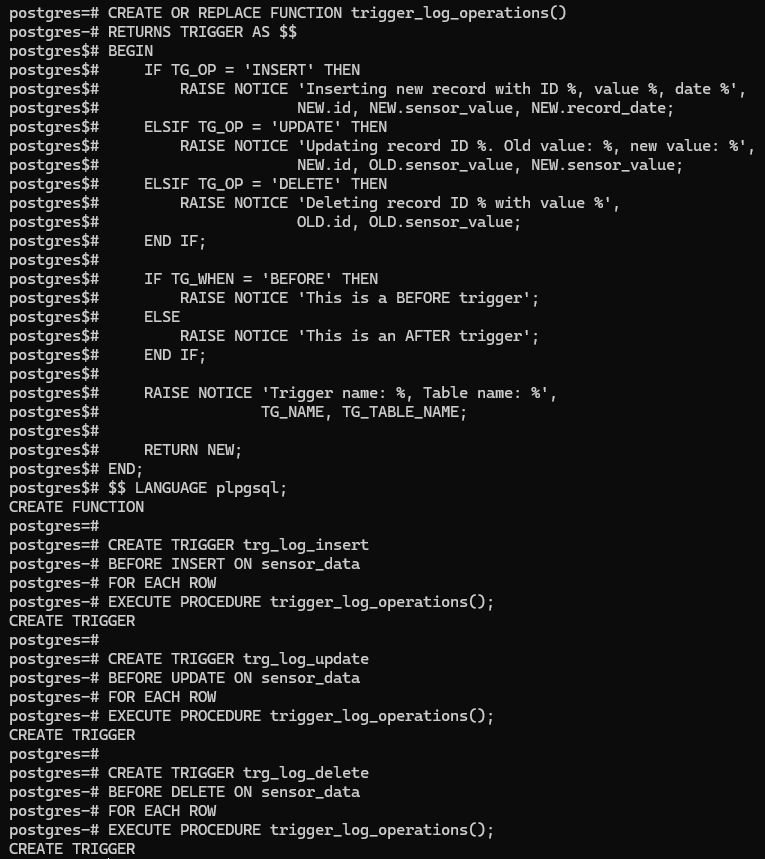 postgres=# CREATE OR REPLACE FUNCTION trigger_log_operations()
postgres-# RETURNS TRIGGER AS $$
postgres$# BEGIN
postgres$#     IF TG_OP = 'INSERT' THEN
postgres$#         RAISE NOTICE 'Inserting new record with ID %, value %, date %',
postgres$#                      NEW.id, NEW.sensor_value, NEW.record_date;
postgres$#     ELSIF TG_OP = 'UPDATE' THEN
postgres$#         RAISE NOTICE 'Updating record ID %. Old value: %, new value: %',
postgres$#                      NEW.id, OLD.sensor_value, NEW.sensor_value;
postgres$#     ELSIF TG_OP = 'DELETE' THEN
postgres$#         RAISE NOTICE 'Deleting record ID % with value %',
postgres$#                      OLD.id, OLD.sensor_value;
postgres$#     END IF;
postgres$#
postgres$#     IF TG_WHEN = 'BEFORE' THEN
postgres$#         RAISE NOTICE 'This is a BEFORE trigger';
postgres$#     ELSE
postgres$#         RAISE NOTICE 'This is an AFTER trigger';
postgres$#     END IF;
postgres$#
postgres$#     RAISE NOTICE 'Trigger name: %, Table name: %',
postgres$#                  TG_NAME, TG_TABLE_NAME;
postgres$#
postgres$#     RETURN NEW;
postgres$# END;
postgres$# $$ LANGUAGE plpgsql;
CREATE FUNCTION
postgres=#
postgres=# CREATE TRIGGER trg_log_insert
postgres-# BEFORE INSERT ON sensor_data
postgres-# FOR EACH ROW
postgres-# EXECUTE PROCEDURE trigger_log_operations();
CREATE TRIGGER
postgres=#
postgres=# CREATE TRIGGER trg_log_update
postgres-# BEFORE UPDATE ON sensor_data
postgres-# FOR EACH ROW
postgres-# EXECUTE PROCEDURE trigger_log_operations();
CREATE TRIGGER
postgres=#
postgres=# CREATE TRIGGER trg_log_delete
postgres-# BEFORE DELETE ON sensor_data
postgres-# FOR EACH ROW
postgres-# EXECUTE PROCEDURE trigger_log_operations();
CREATE TRIGGER